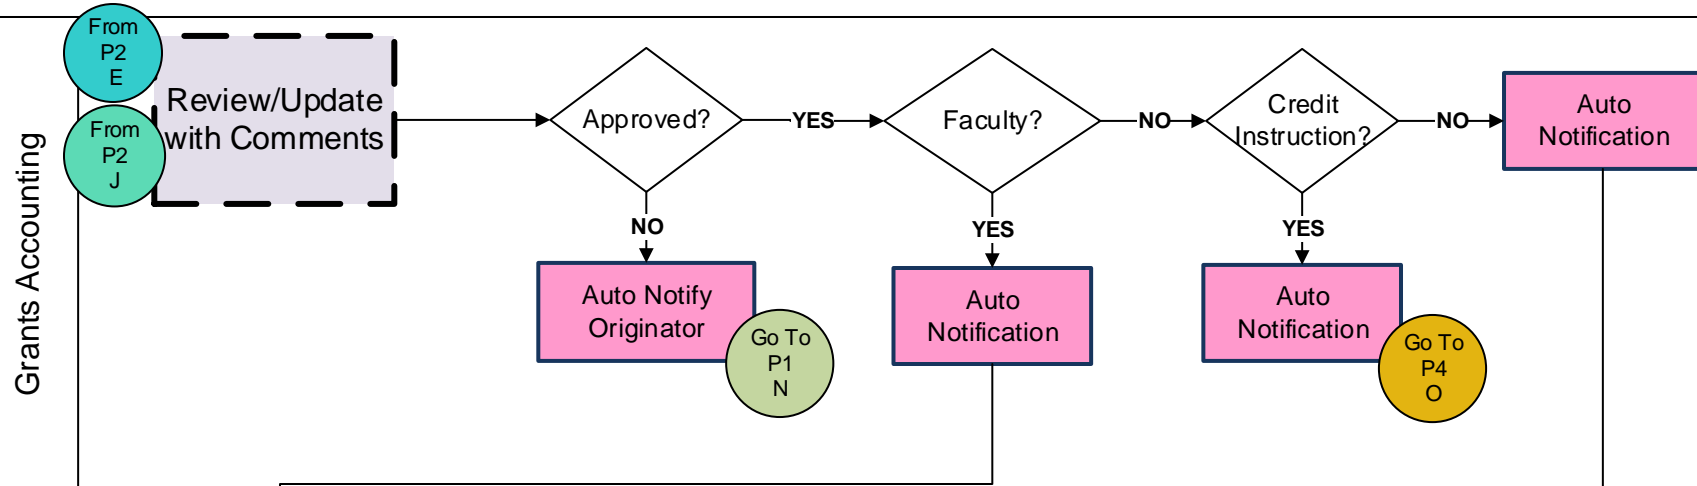 Grants Accounting
From
P2
E
From
P2
J
Review/Update
with Comments
Approved?
YES
Faculty?
NO
Credit
Instruction?
NO
Auto
Notification
NO
YES
YES
Auto Notify
Originator
Go To
P1
N
Auto
Notification
Auto
Notification
Go To
P4
O